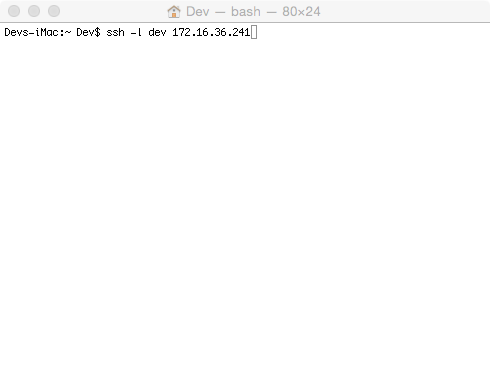 Dev — bash — 80×24
Devs-iMac:~ Dev$ ssh -l dev 172.16.36.241